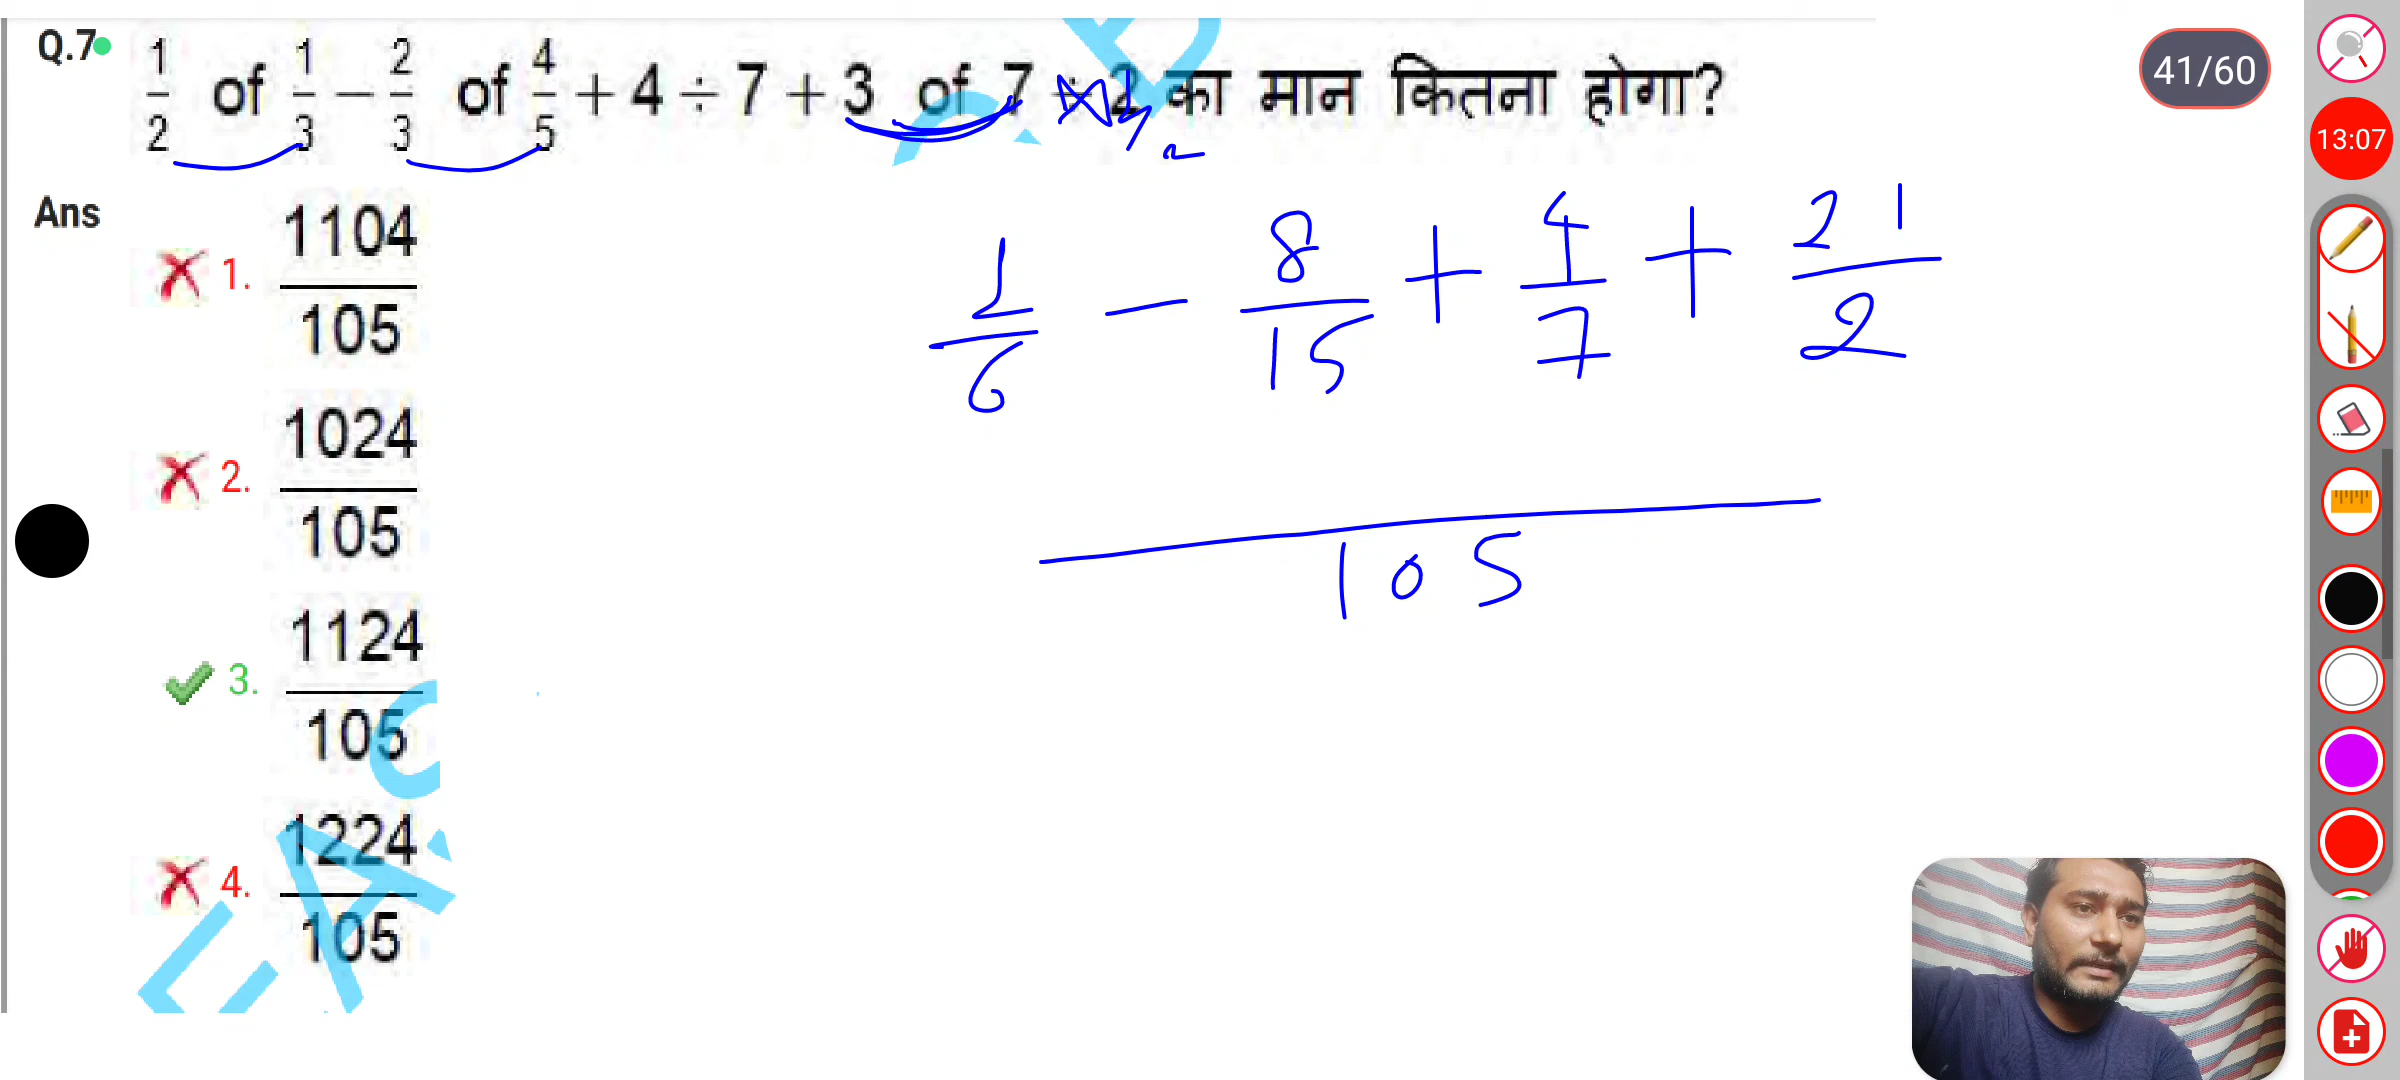 Q.7 1/2 of 1/3 − 2/3 of 4/5 + 4 ÷ 7 + 3 of 7 ÷ 2 का मान कितना होगा?
41/60
13:07
Ans
1. 1104/105
2. 1024/105
3. 1124/105
4. 1224/105
1/6 − 8/15 + 4/7 + 21/2
105